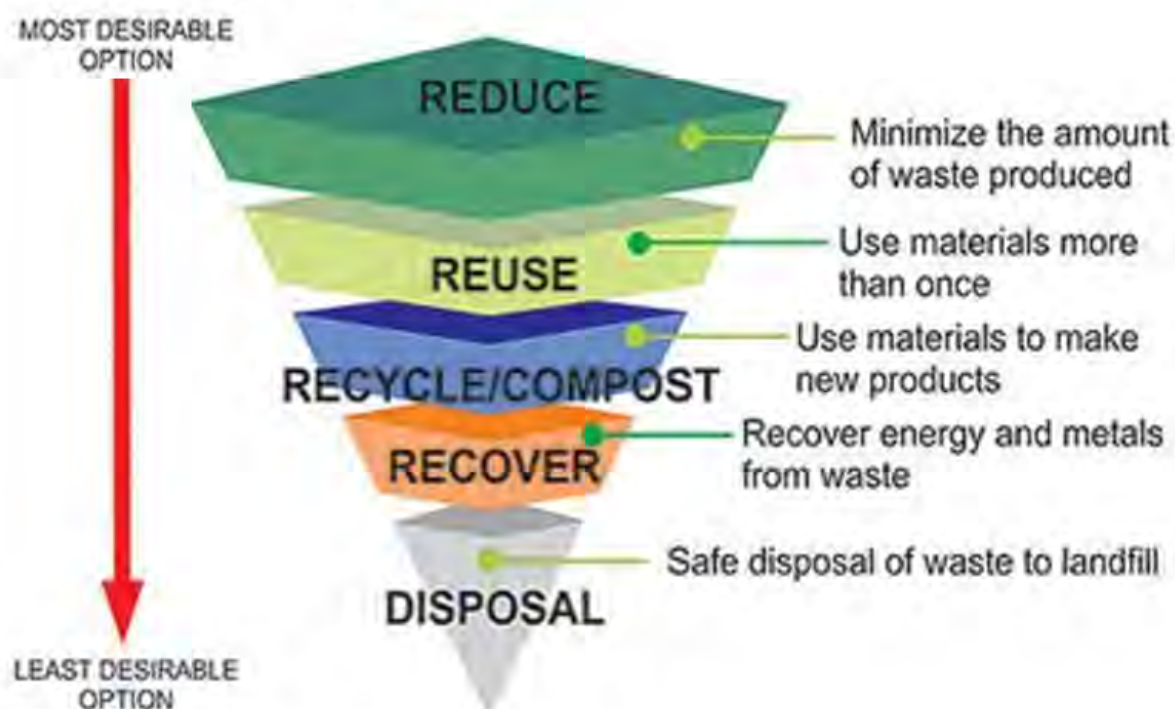 MOST DESIRABLE
OPTION
REDUCE
Minimize the amount
of waste produced
REUSE
Use materials more
than once
RECYCLE/COMPOST
Use materials to make
new products
RECOVER
Recover energy and metals
from waste
DISPOSAL
Safe disposal of waste to landfill
LEAST DESIRABLE
OPTION